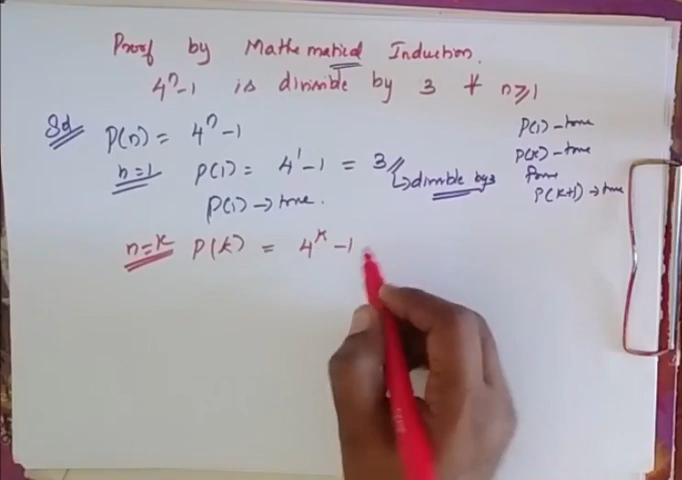 Proof by Mathematical Induction.
4ⁿ-1 is divisible by 3 ∀ n≥1
Sol
P(n) = 4ⁿ-1
n=1 P(1) = 4¹-1 = 3
↳ divisible by 3
P(1) → true.
n=k P(k) = 4ᵏ-1
P(1) - true
P(k) - true
P(k+1) → true